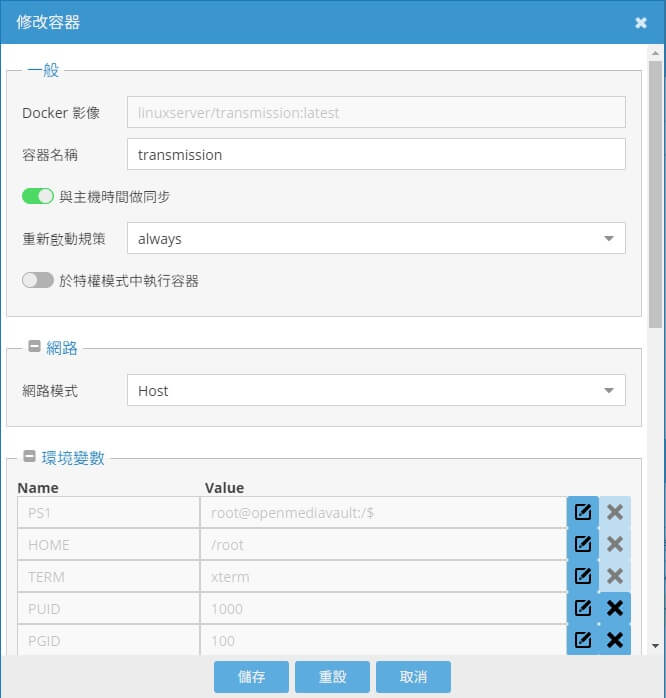 修改容器
一般
Docker 影像 linuxserver/transmission:latest
容器名稱 transmission
與主機時間做同步
重新啟動規策 always
於特權模式中執行容器
網路
網路模式 Host
環境變數
Name Value
PS1 root@openmediavault:/$
HOME /root
TERM xterm
PUID 1000
PGID 100
儲存 重設 取消